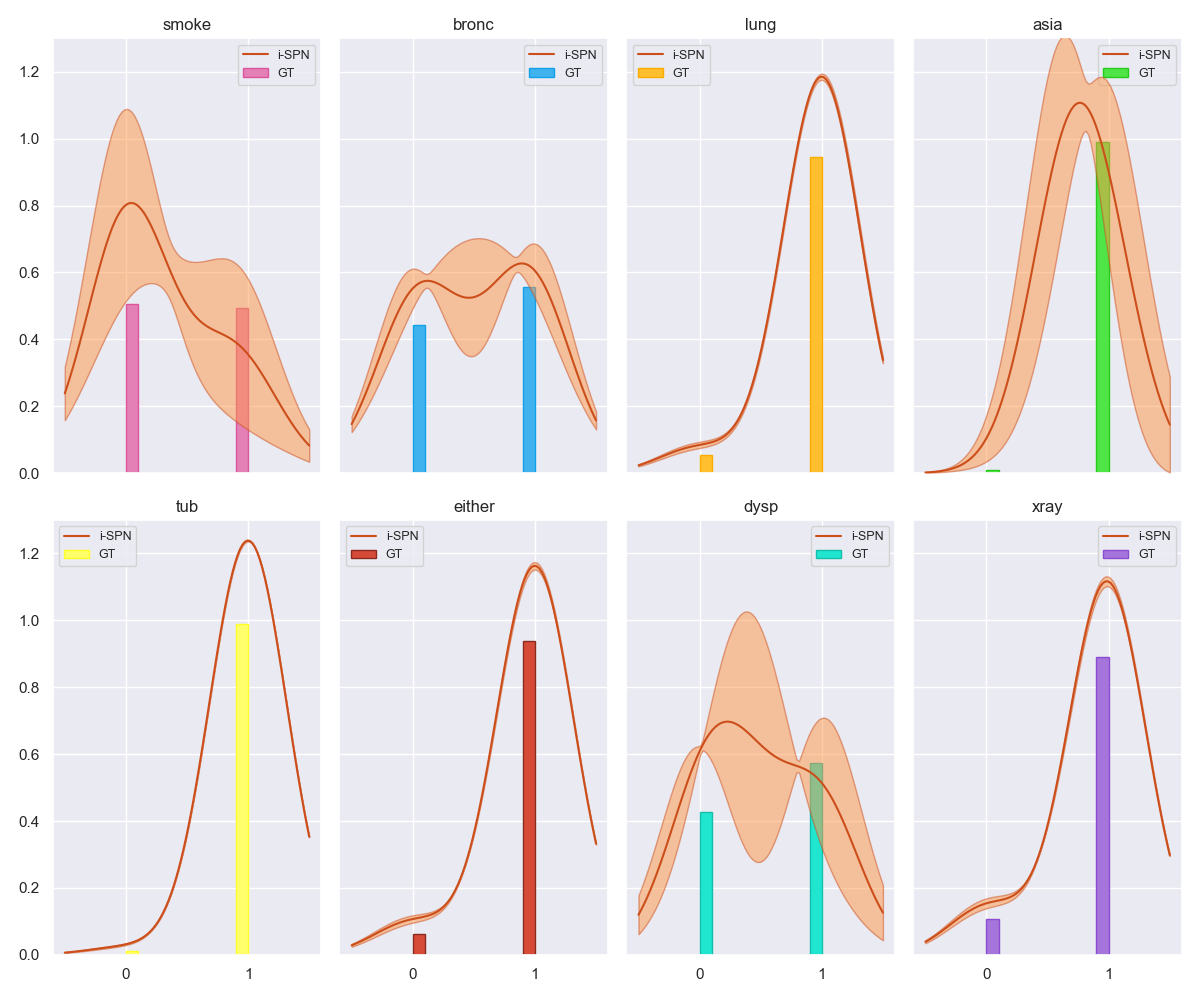 smoke bronc lung asia
i-SPN i-SPN i-SPN i-SPN
GT GT GT GT
1.2
1.0
0.8
0.6
0.4
0.2
0.0
tub either dysp xray
i-SPN i-SPN i-SPN i-SPN
GT GT GT GT
1.2
1.0
0.8
0.6
0.4
0.2
0.0
0 1 0 1 0 1 0 1